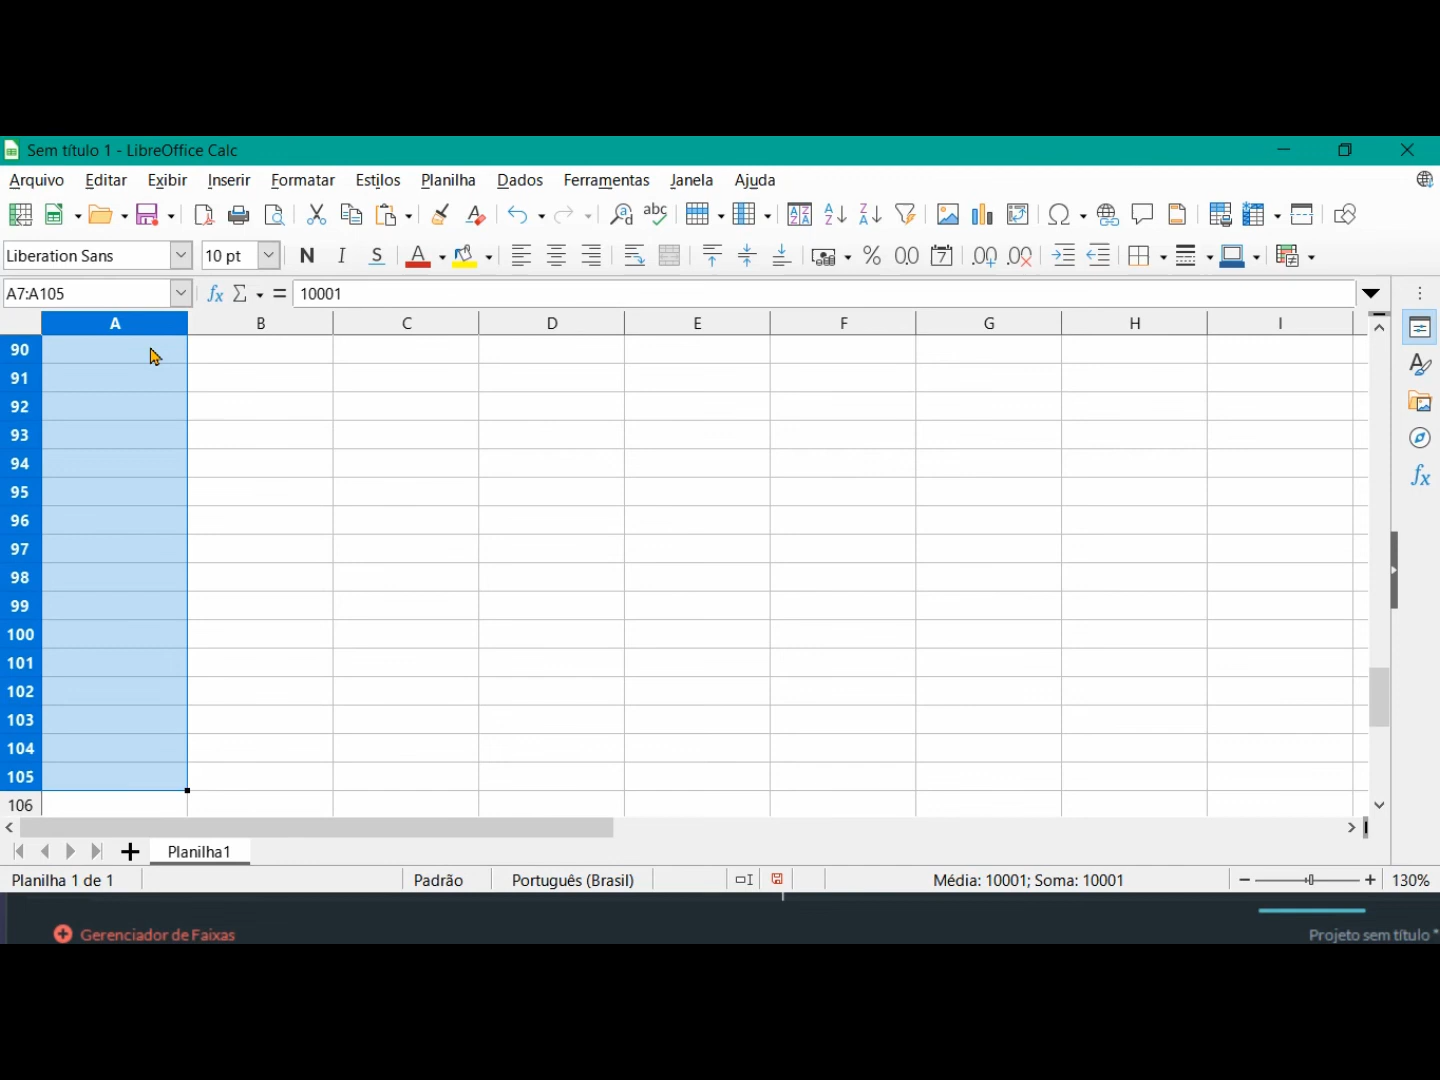 Sem título 1 - LibreOffice Calc
Arquivo Editar Exibir Inserir Formatar Estilos Planilha Dados Ferramentas Janela Ajuda
Liberation Sans 10 pt N I S
A7:A105 fx Σ = 10001
A B C D E F G H I
90
91
92
93
94
95
96
97
98
99
100
101
102
103
104
105
106
Planilha1
Planilha 1 de 1 Padrão Português (Brasil) Média: 10001; Soma: 10001 130%
Gerenciador de Faixas Projeto sem título *